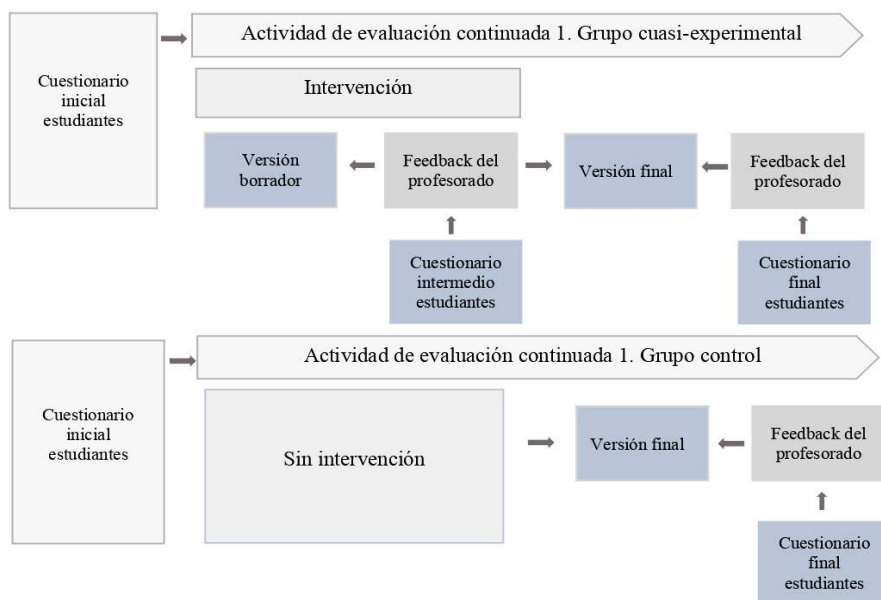 Actividad de evaluación continuada 1. Grupo cuasi-experimental
Cuestionario
inicial
estudiantes
Intervención
Versión
borrador
Feedback del
profesorado
Versión final
Feedback del
profesorado
Cuestionario
intermedio
estudiantes
Cuestionario
final
estudiantes
Actividad de evaluación continuada 1. Grupo control
Cuestionario
inicial
estudiantes
Sin intervención
Versión final
Feedback del
profesorado
Cuestionario
final
estudiantes